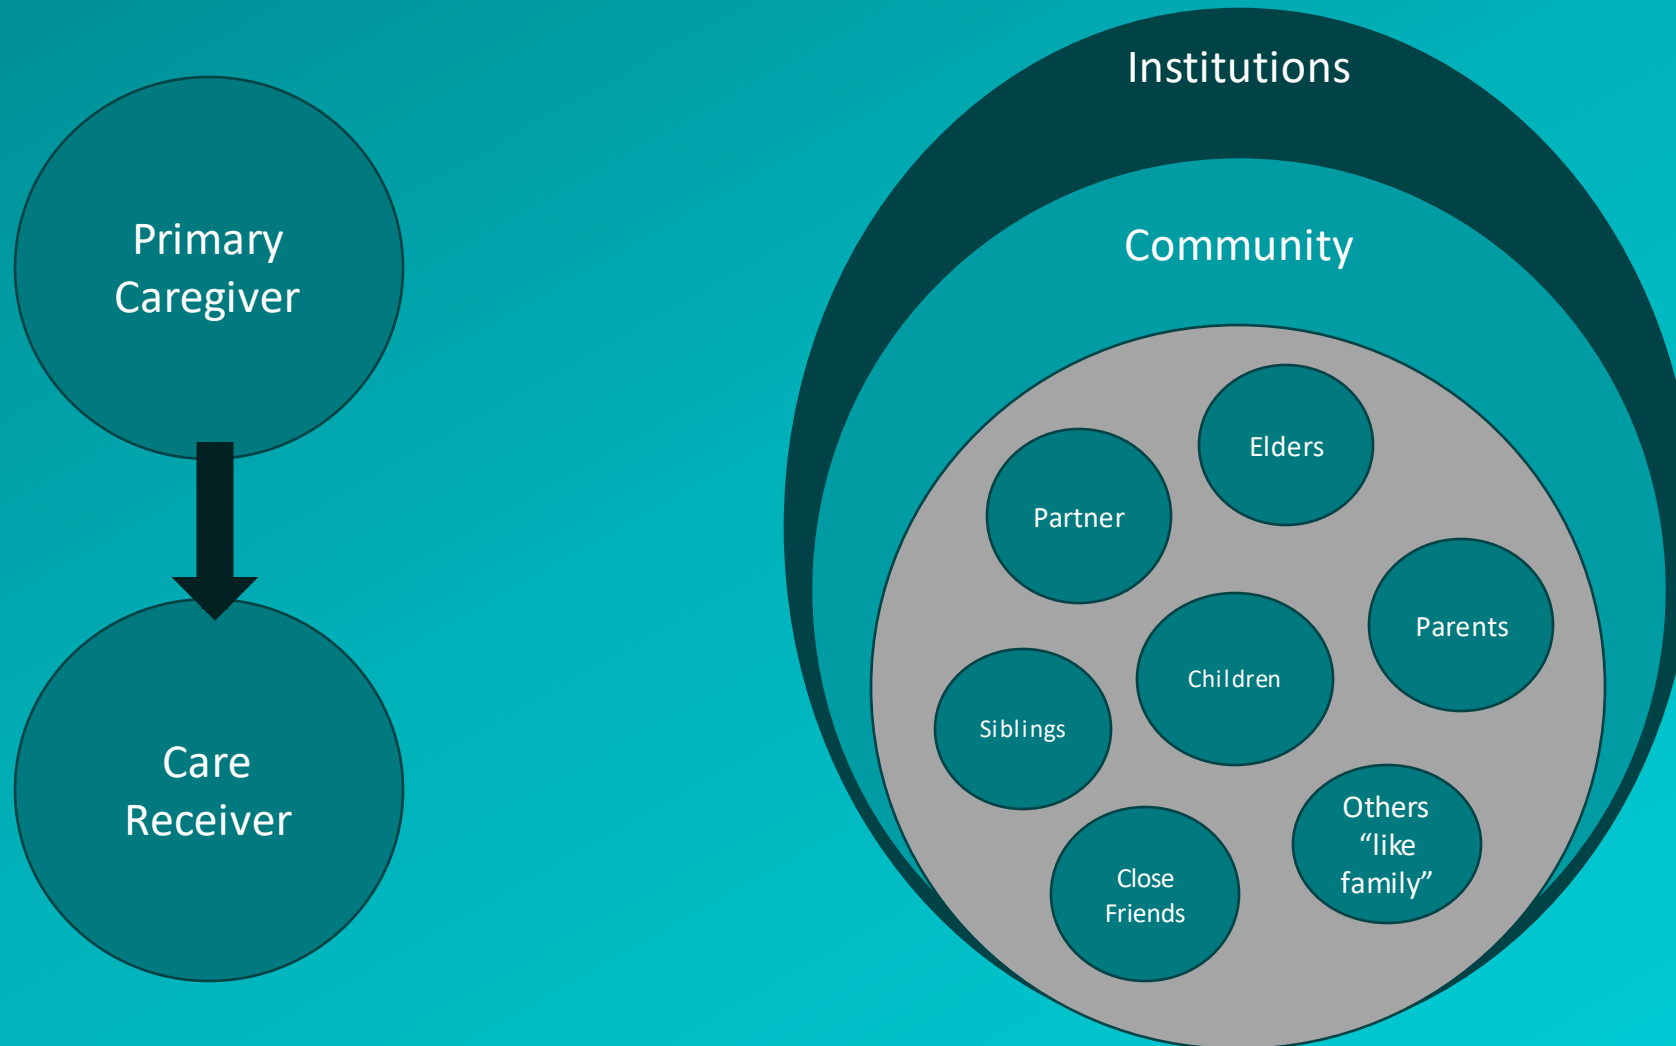 Primary
Caregiver
Care
Receiver
Institutions
Community
Elders
Partner
Parents
Children
Siblings
Others
“like
family”
Close
Friends